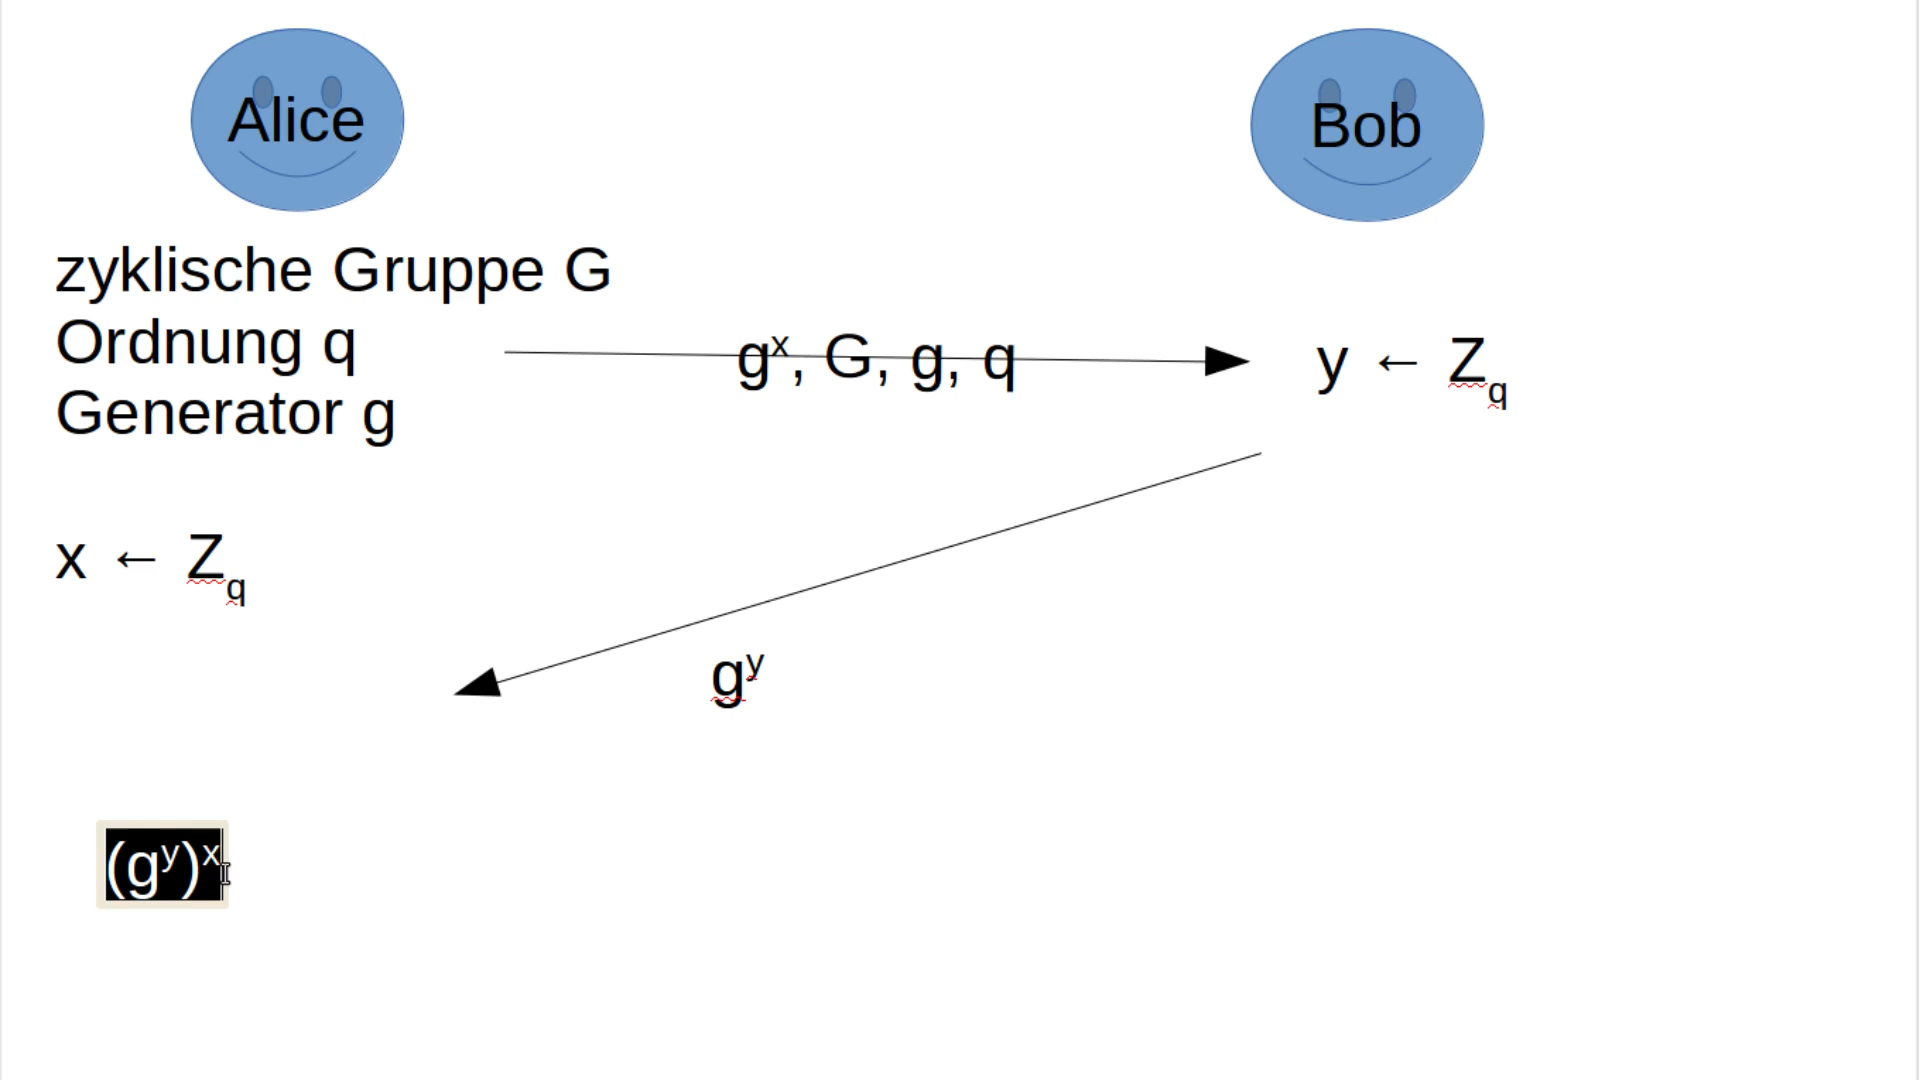 Alice
Bob
zyklische Gruppe G
Ordnung q
Generator g
gˣ, G, g, q
y ← Z_q
x ← Z_q
gʸ
(gʸ)ˣ